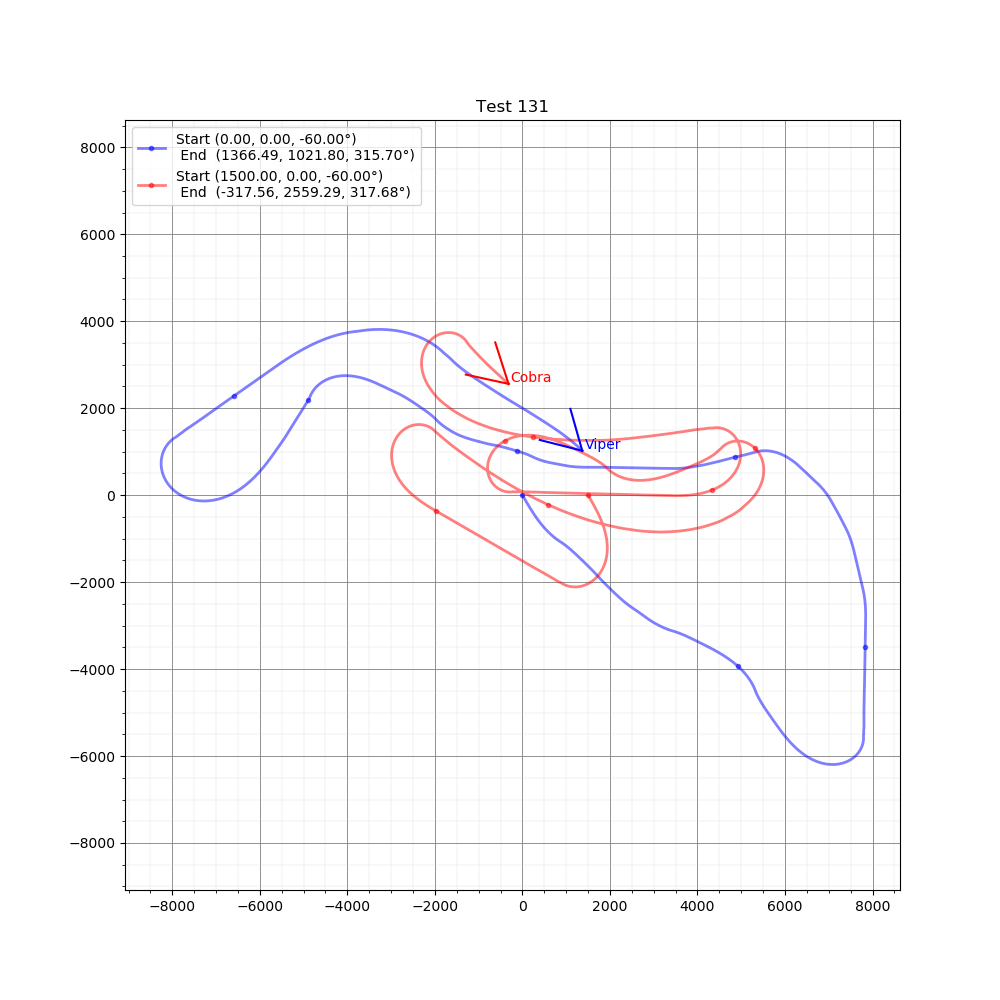 Test 131
Start (0.00, 0.00, -60.00°)
End  (1366.49, 1021.80, 315.70°)
Start (1500.00, 0.00, -60.00°)
End  (-317.56, 2559.29, 317.68°)
8000
6000
4000
2000
0
−2000
−4000
−6000
−8000
Cobra
Viper
−8000 −6000 −4000 −2000 0 2000 4000 6000 8000